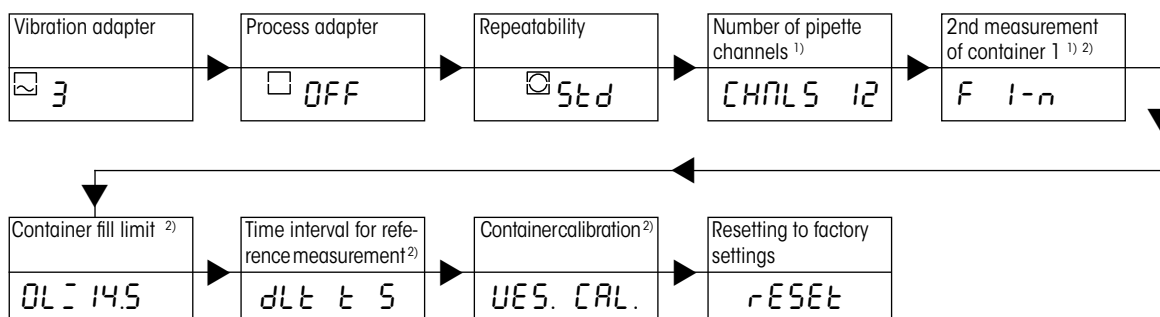 Vibration adapter
3
Process adapter
OFF
Repeatability
Std
Number of pipette
channels 1)
CHNLS 12
2nd measurement
of container 1 1) 2)
F 1-n
Container fill limit 2)
OL 14.5
Time interval for refe-
rence measurement 2)
dLt t 5
Containercalibration 2)
VES. CAL.
Resetting to factory
settings
rESEt